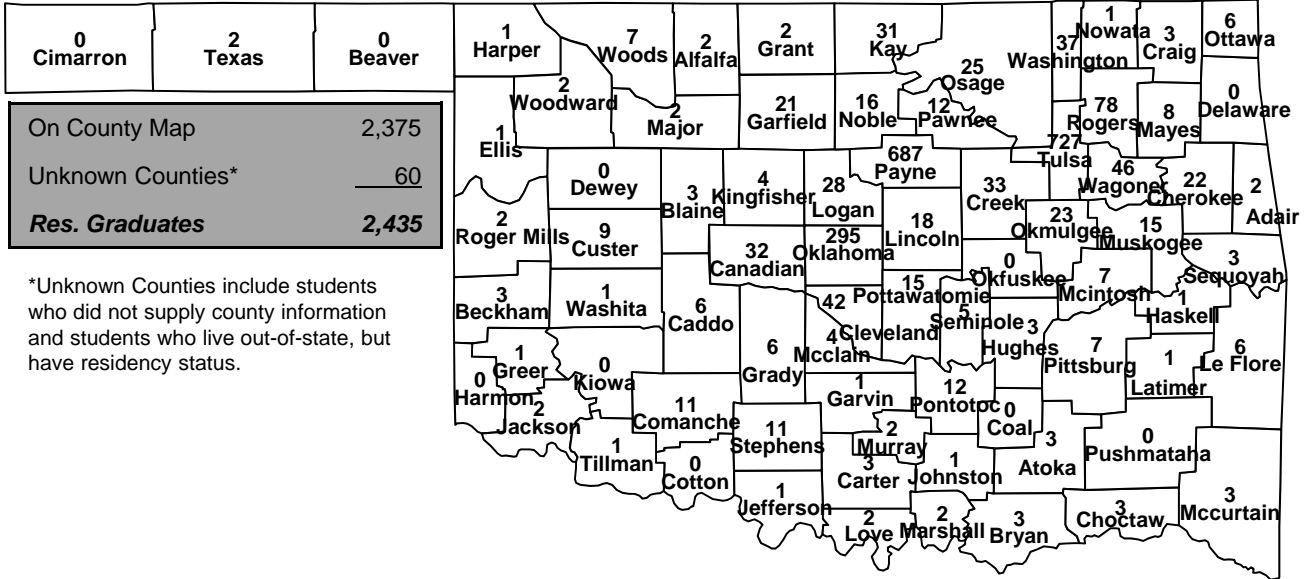 0
Cimarron
2
Texas
0
Beaver
1
Harper
7
Woods
2
Alfalfa
2
Grant
31
Kay
25
Osage
37
Washington
1
Nowata
3
Craig
6
Ottawa
2
Woodward
2
Major
21
Garfield
16
Noble
12
Pawnee
78
Rogers
8
Mayes
0
Delaware
On County Map 2,375
Unknown Counties* 60
Res. Graduates 2,435
1
Ellis
0
Dewey
3
Blaine
4
Kingfisher
28
Logan
687
Payne
33
Creek
727
Tulsa
46
Wagoner
22
Cherokee
2
Adair
2
Roger Mills
9
Custer
32
Canadian
295
Oklahoma
18
Lincoln
23
Okmulgee
15
Muskogee
3
Sequoyah
*Unknown Counties include students
who did not supply county information
and students who live out-of-state, but
have residency status.
3
Beckham
1
Washita
6
Caddo
42
Cleveland
15
Pottawatomie
5
Seminole
0
Okfuskee
7
Mcintosh
1
Haskell
1
Greer
0
Kiowa
6
Grady
4
Mcclain
3
Hughes
7
Pittsburg
1
Latimer
6
Le Flore
0
Harmon
2
Jackson
11
Comanche
11
Stephens
1
Garvin
12
Pontotoc
0
Coal
3
Atoka
0
Pushmataha
1
Tillman
0
Cotton
1
Jefferson
2
Murray
3
Carter
1
Johnston
2
Love
2
Marshall
3
Bryan
3
Choctaw
3
Mccurtain